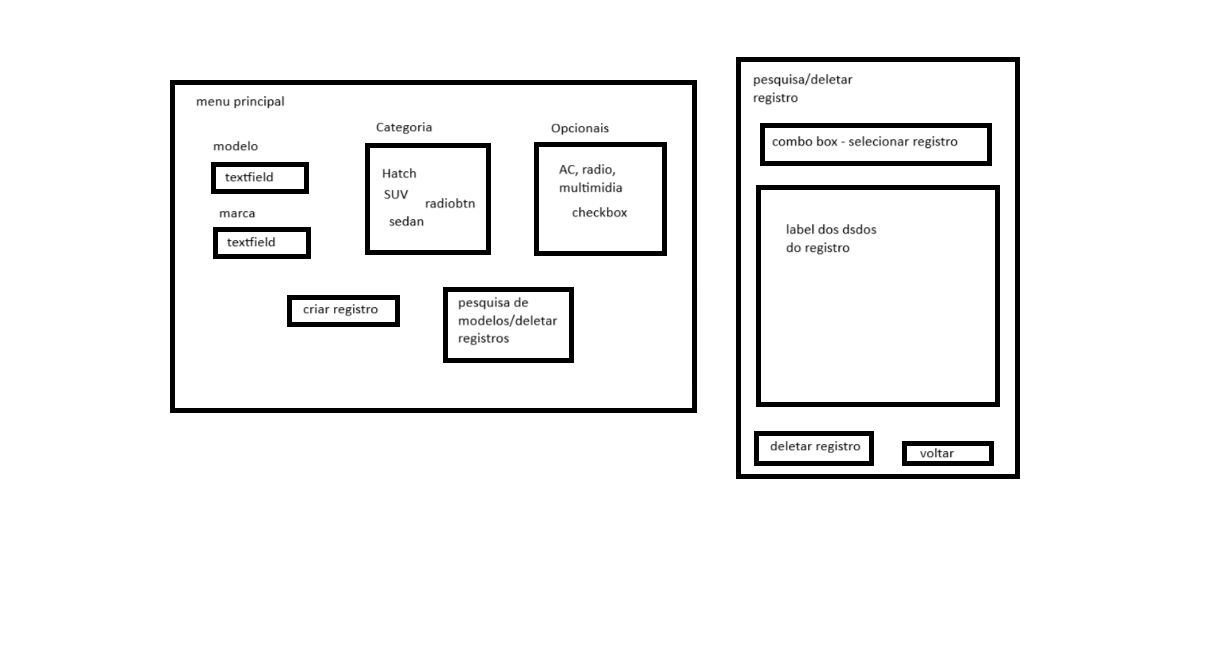 menu principal
modelo
textfield
marca
textfield
Categoria
Hatch
SUV
radiobtn
sedan
Opcionais
AC, radio,
multimidia
checkbox
criar registro
pesquisa de
modelos/deletar
registros
pesquisa/deletar
registro
combo box - selecionar registro
label dos dsdos
do registro
deletar registro
voltar